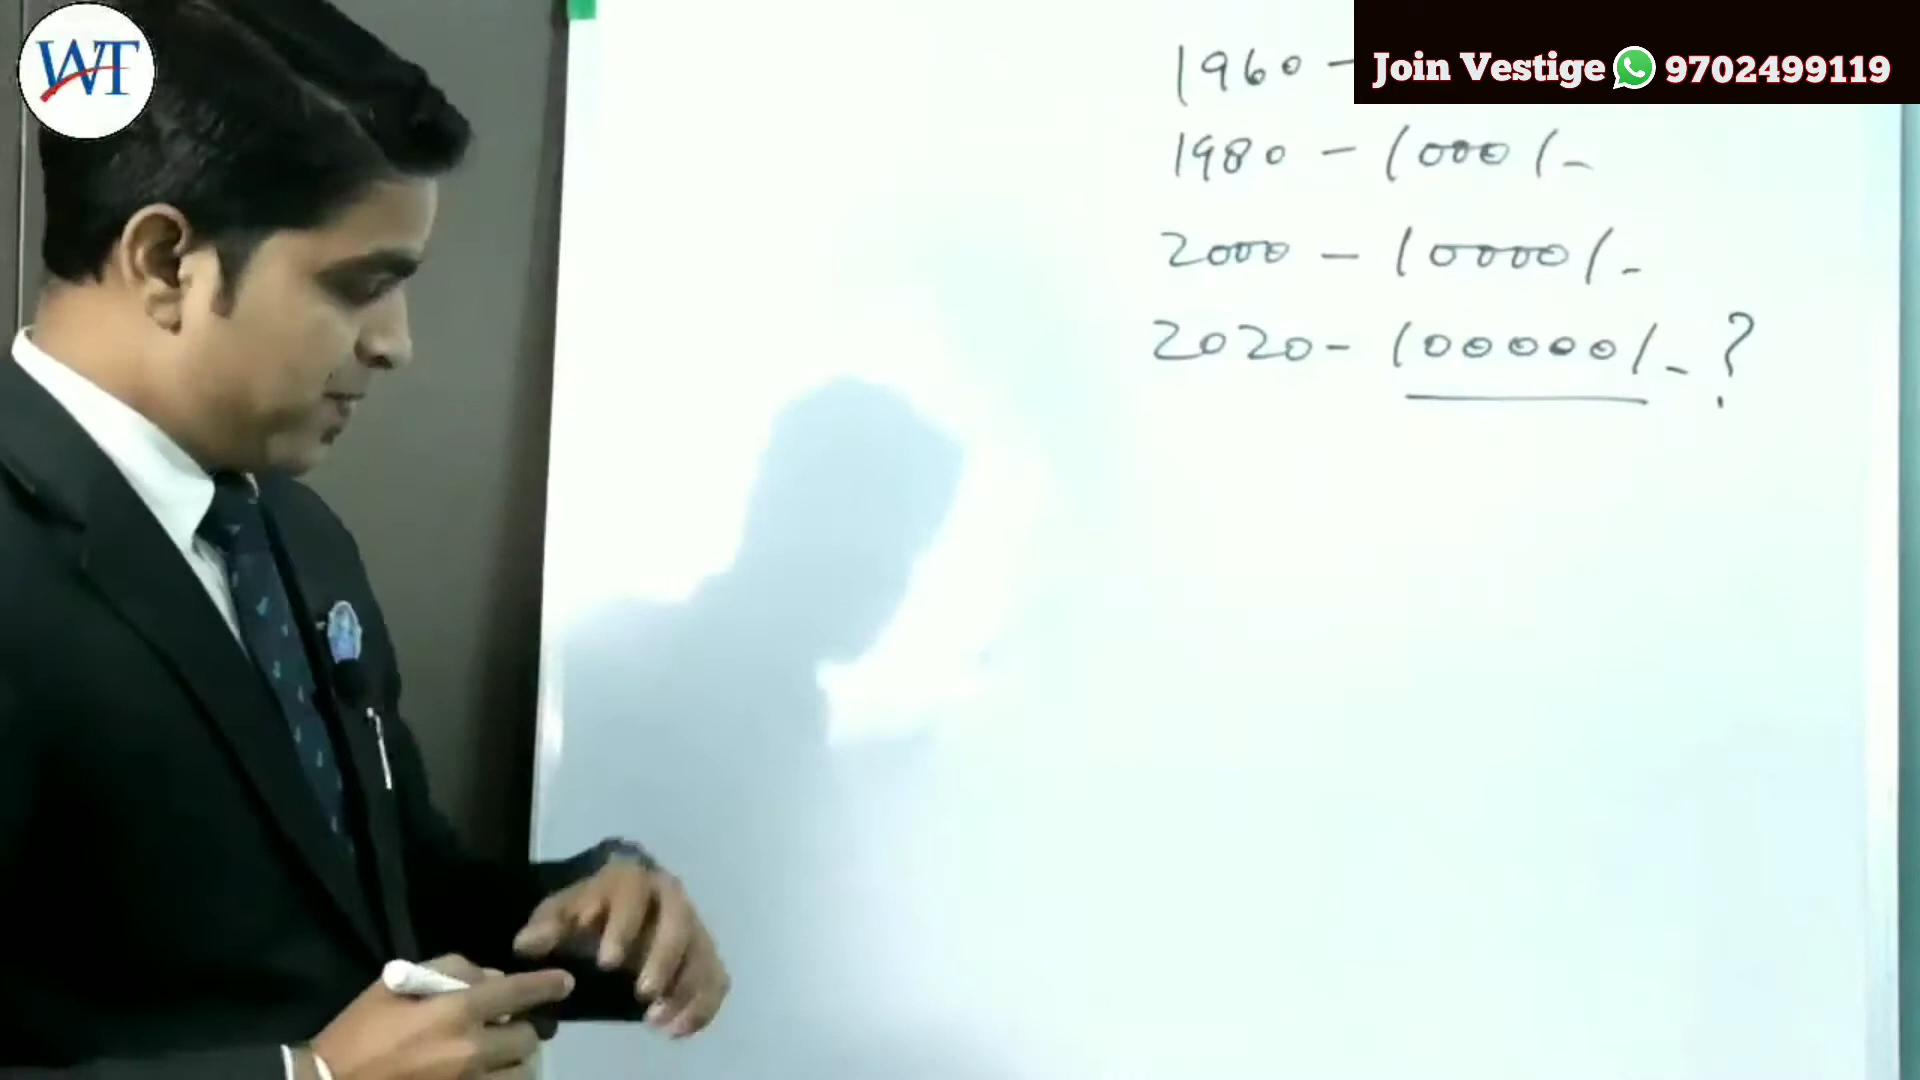 WT
Join Vestige 9702499119
1960 -
1980 - 1000/-
2000 - 10000/-
2020 - 100000/- ?